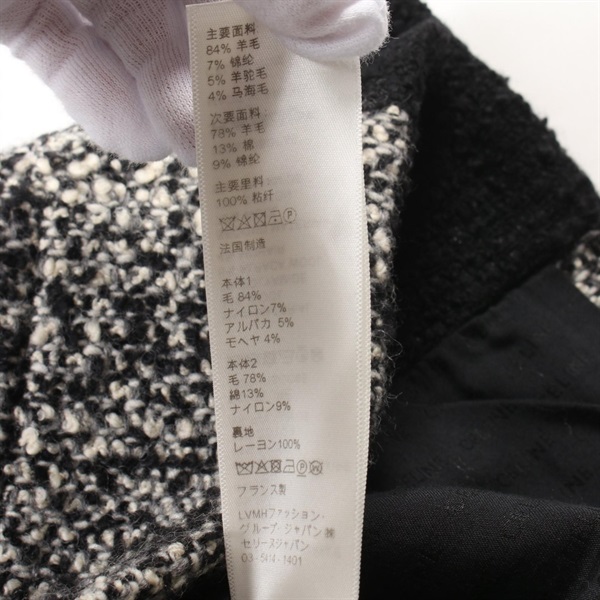 主要面料
84% 羊毛
7% 锦纶
5% 羊驼毛
4% 马海毛
次要面料
78% 羊毛
13% 棉
9% 锦纶
主要里料：
100% 粘纤
法国制造
本体1
毛 84%
ナイロン7%
アルパカ 5%
モヘヤ 4%
本体2
毛 78%
綿13%
ナイロン9%
裏地
レーヨン100%
フランス製
LVMHファッション・
グループ・ジャパン㈱
セリーヌジャパン